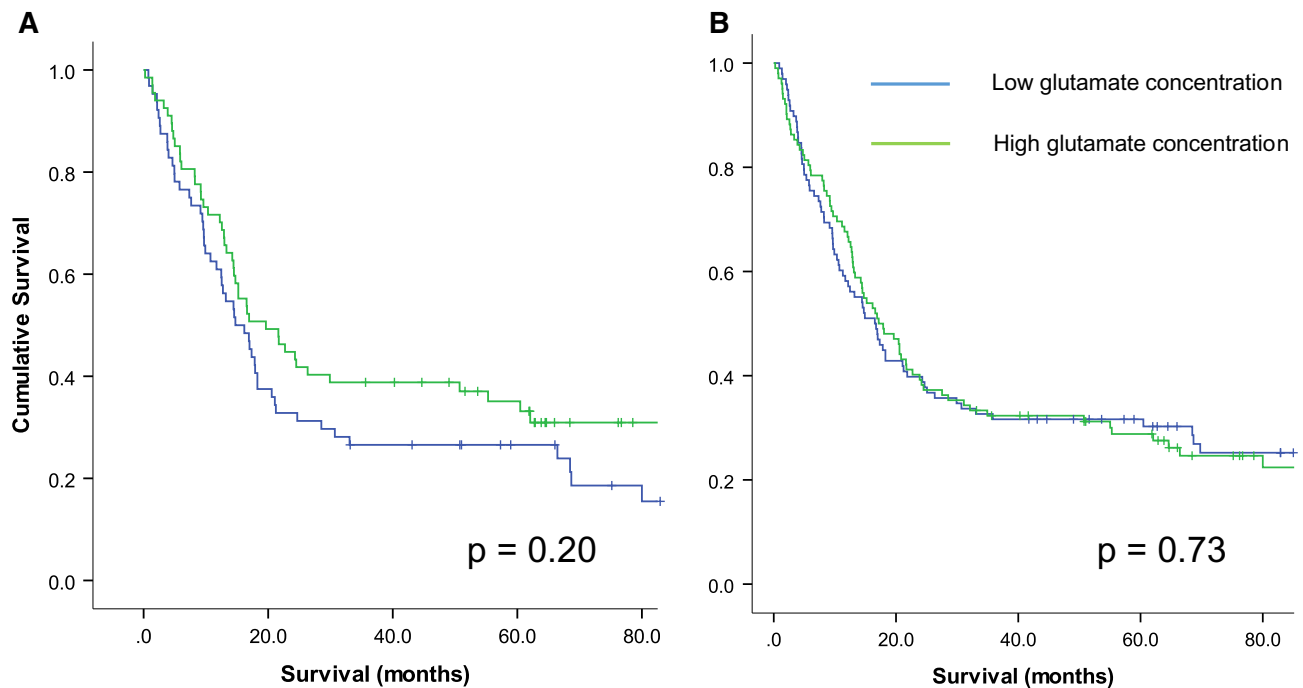 A
B
1.0
0.8
0.6
0.4
0.2
0.0
Cumulative Survival
p = 0.20
.0 20.0 40.0 60.0 80.0
Survival (months)
1.0
0.8
0.6
0.4
0.2
0.0
Low glutamate concentration
High glutamate concentration
p = 0.73
.0 20.0 40.0 60.0 80.0
Survival (months)